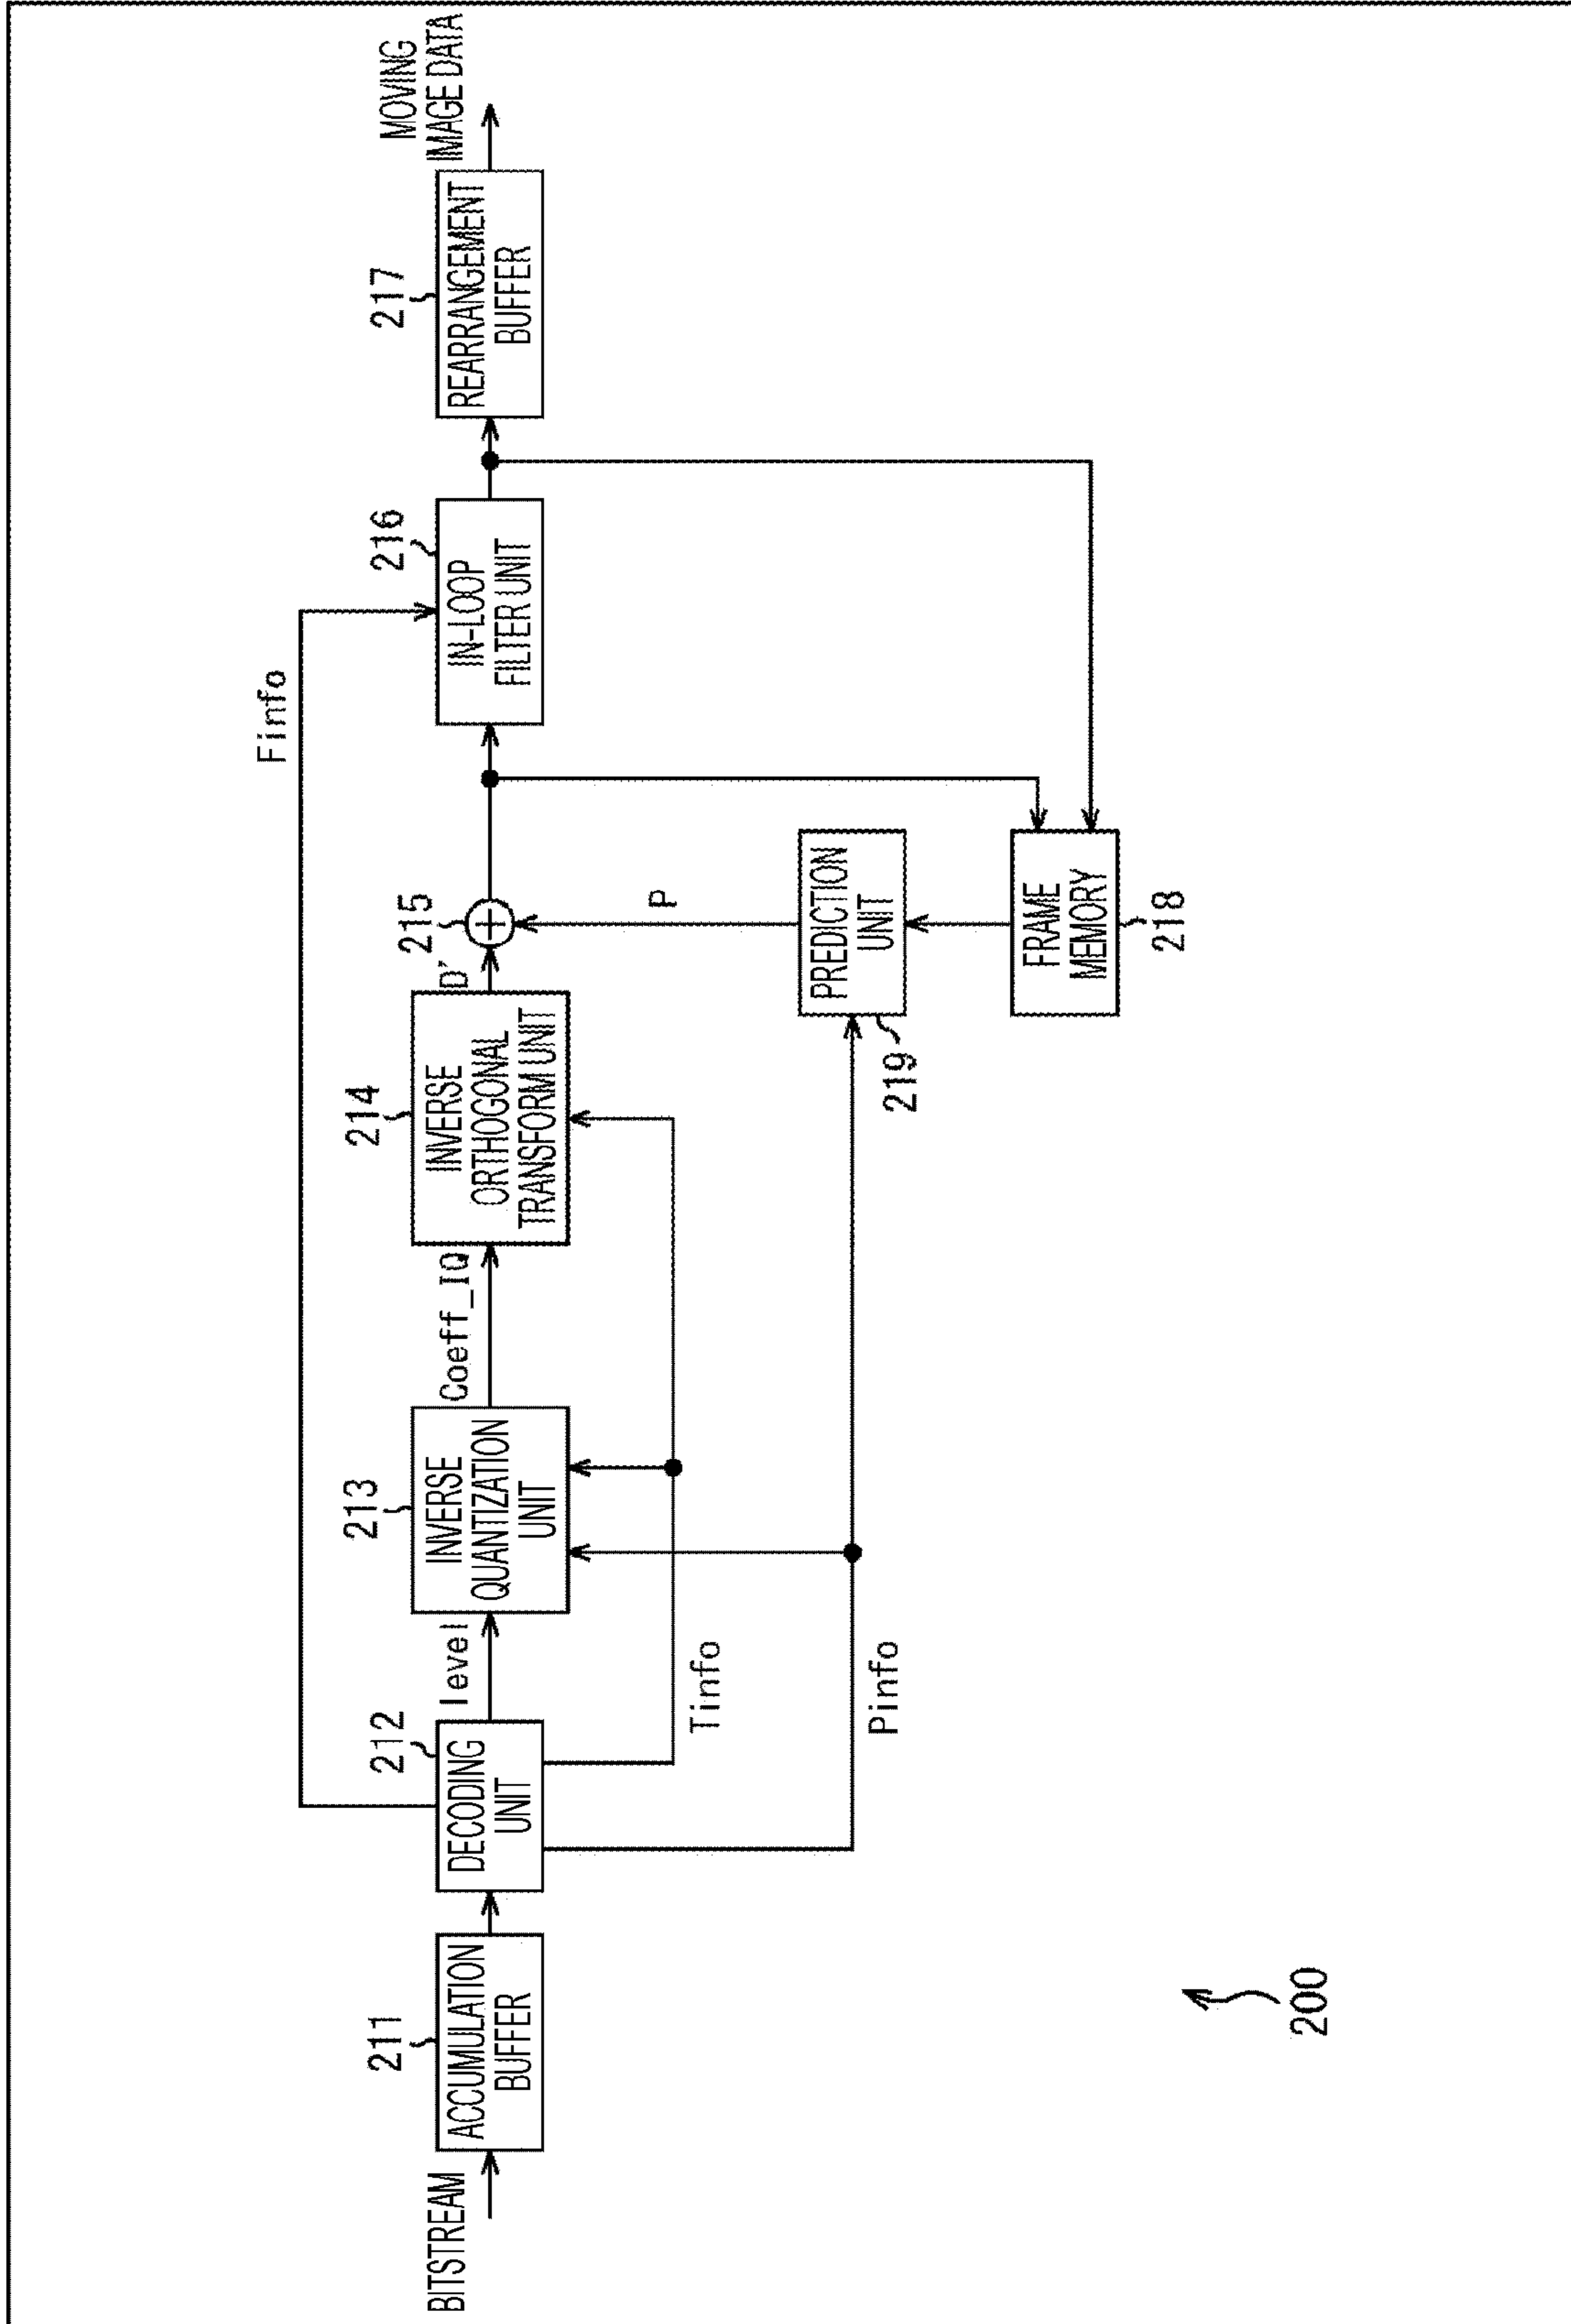 Finfo
BITSTREAM
211
ACCUMULATION
BUFFER
212
DECODING
UNIT
level
213
INVERSE
QUANTIZATION
UNIT
Coeff_IQ
214
INVERSE
ORTHOGONAL
TRANSFORM UNIT
D'
215
216
IN-LOOP
FILTER UNIT
217
REARRANGEMENT
BUFFER
MOVING
IMAGE DATA
Tinfo
Pinfo
P
219
PREDICTION
UNIT
FRAME
MEMORY
218
200